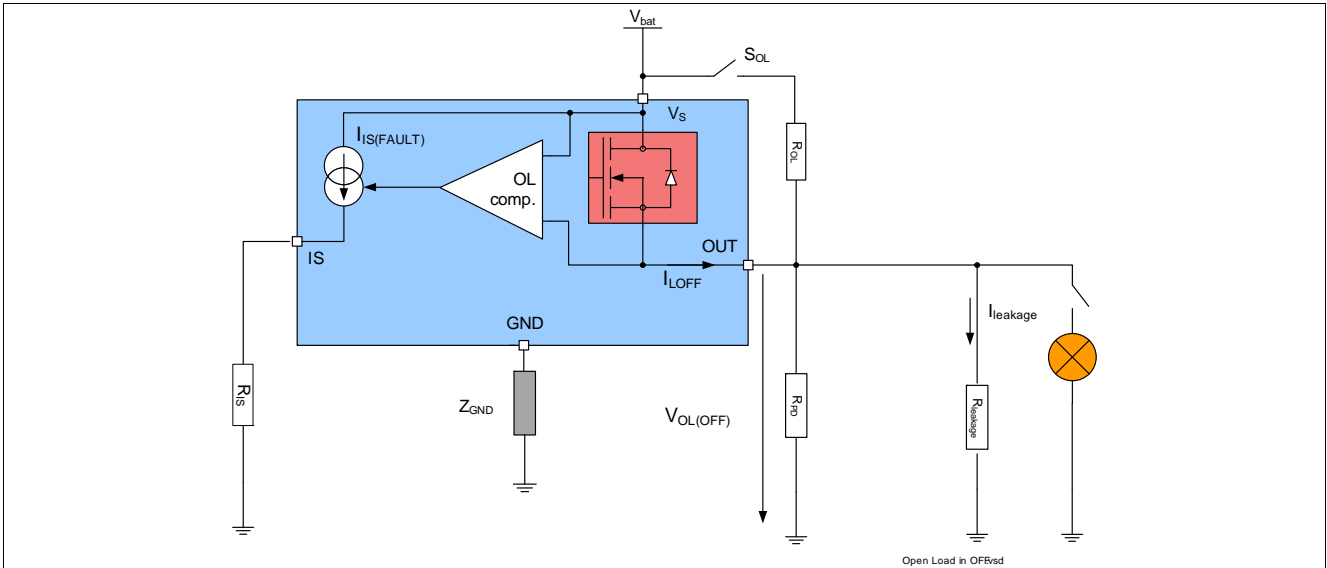 Vbat
SOL
VS
IIS(FAULT)
ROL
OL
comp.
OUT
IS
ILOFF
Ileakage
GND
RIS
ZGND
VOL(OFF)
RPD
Rleakage
Open Load in OFF.vsd